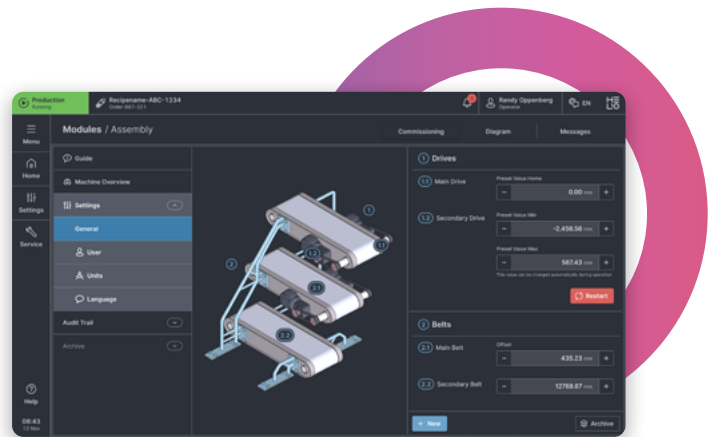 Production
Running
Recipename-ABC-1234
Order-987-321
Randy Oppenberg
Operator
EN
HE
LIO
Menu
Modules / Assembly
Commissioning
Diagram
Messages
Home
Settings
Service
Help
08:43
12 Nov
Guide
Machine Overview
Settings
General
User
Units
Language
Audit Trail
Archive
1
1.1
1.2
2
2.1
2.2
1 Drives
1.1 Main Drive
Preset Value Home
− 0.00 mm +
1.2 Secondary Drive
Preset Value Min
− -2,456.56 mm +
Preset Value Max
− 567.43 mm +
This value can be changed automatically during operation
Restart
2 Belts
2.1 Main Belt
Offset
− 435.23 mm +
2.2 Secondary Belt
− 12768.67 mm +
+ New
Archive